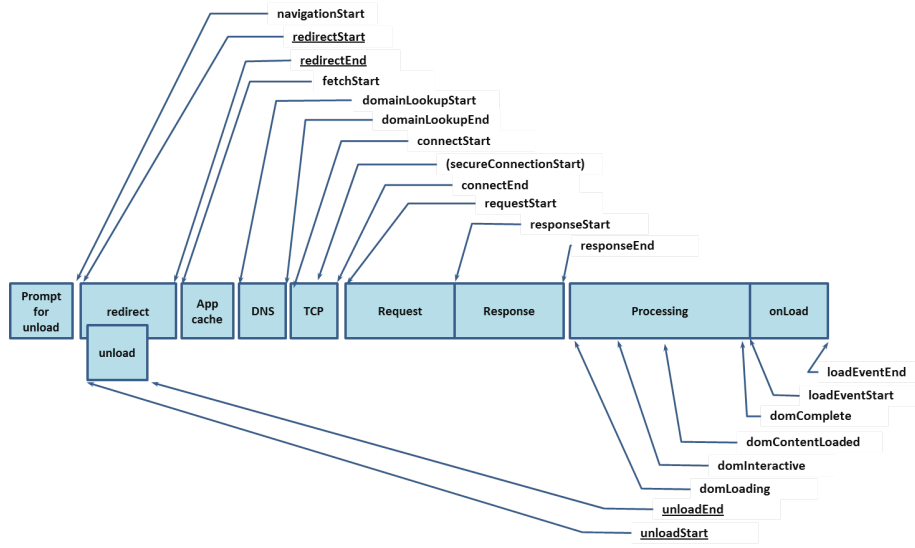 navigationStart
redirectStart
redirectEnd
fetchStart
domainLookupStart
domainLookupEnd
connectStart
(secureConnectionStart)
connectEnd
requestStart
responseStart
responseEnd
Prompt
for
unload
redirect
unload
App
cache
DNS
TCP
Request
Response
Processing
onLoad
loadEventEnd
loadEventStart
domComplete
domContentLoaded
domInteractive
domLoading
unloadEnd
unloadStart